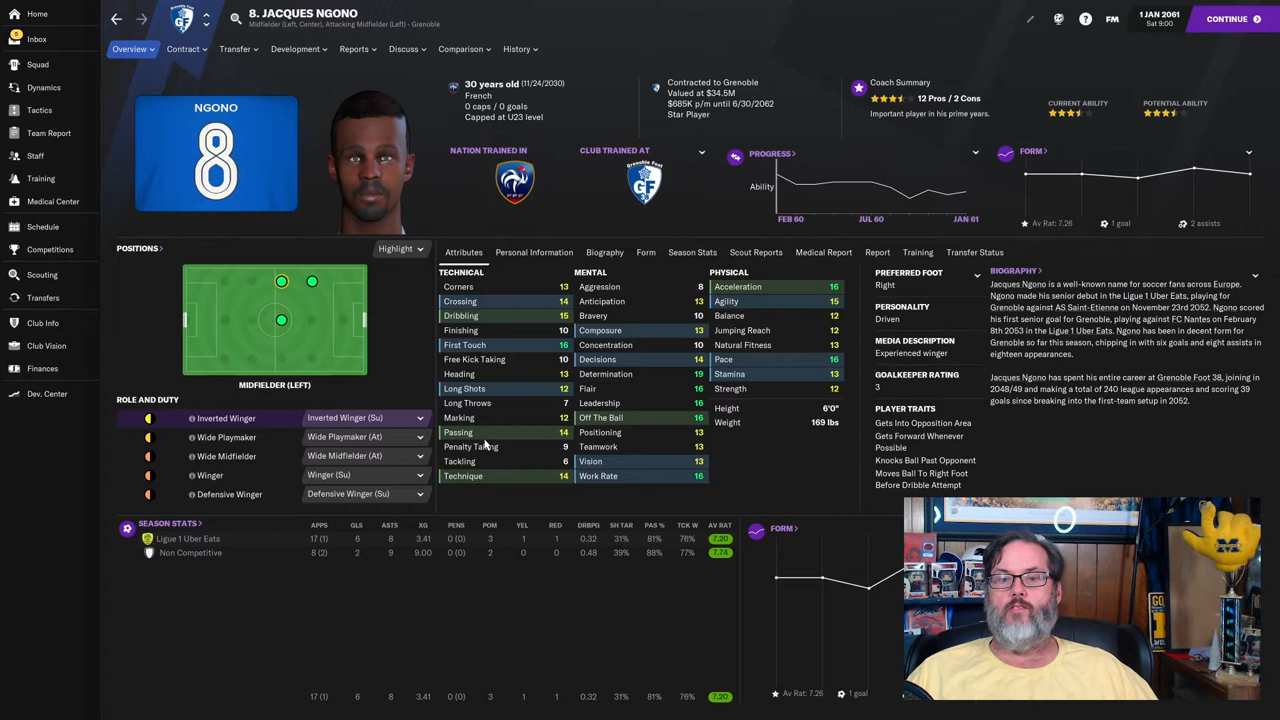 Home
8. JACQUES NGONO
Midfielder (Left, Center), Attacking Midfielder (Left) - Grenoble
FM
1 JAN 2061
Sat 9:00
CONTINUE
5
Inbox
Squad
Dynamics
Tactics
Team Report
Staff
Training
Medical Center
Schedule
Competitions
Scouting
Transfers
Club Info
Club Vision
Finances
Dev. Center
Overview
Contract
Transfer
Development
Reports
Discuss
Comparison
History
NGONO
8
30 years old (11/24/2030)
French
0 caps / 0 goals
Capped at U23 level
Contracted to Grenoble
Valued at $34.5M
$685K p/m until 6/30/2062
Star Player
Coach Summary
12 Pros / 2 Cons
Important player in his prime years.
CURRENT ABILITY
POTENTIAL ABILITY
NATION TRAINED IN
CLUB TRAINED AT
PROGRESS
Ability
FEB 60
JUL 60
JAN 61
FORM
Av Rat: 7.26
1 goal
2 assists
POSITIONS
Highlight
MIDFIELDER (LEFT)
ROLE AND DUTY
Inverted Winger
Inverted Winger (Su)
Wide Playmaker
Wide Playmaker (At)
Wide Midfielder
Wide Midfielder (At)
Winger
Winger (Su)
Defensive Winger
Defensive Winger (Su)
Attributes
Personal Information
Biography
Form
Season Stats
Scout Reports
Medical Report
Report
Training
Transfer Status
TECHNICAL
Corners 13
Crossing 14
Dribbling 15
Finishing 10
First Touch 16
Free Kick Taking 10
Heading 13
Long Shots 12
Long Throws 7
Marking 12
Passing 14
Penalty Taking 9
Tackling 6
Technique 14
MENTAL
Aggression 8
Anticipation 13
Bravery 10
Composure 13
Concentration 10
Decisions 14
Determination 19
Flair 16
Leadership 16
Off The Ball 16
Positioning 13
Teamwork 13
Vision 13
Work Rate 16
PHYSICAL
Acceleration 16
Agility 15
Balance 12
Jumping Reach 12
Natural Fitness 13
Pace 16
Stamina 13
Strength 12
Height 6'0"
Weight 169 lbs
PREFERRED FOOT
Right
PERSONALITY
Driven
MEDIA DESCRIPTION
Experienced winger
GOALKEEPER RATING
3
PLAYER TRAITS
Gets Into Opposition Area
Gets Forward Whenever
Possible
Knocks Ball Past Opponent
Moves Ball To Right Foot
Before Dribble Attempt
BIOGRAPHY
Jacques Ngono is a well-known name for soccer fans across Europe.
Ngono made his senior debut in the Ligue 1 Uber Eats, playing for
Grenoble against AS Saint-Etienne on November 23rd 2052. Ngono scored
his first senior goal for Grenoble, playing against FC Nantes on February
8th 2053 in the Ligue 1 Uber Eats. Ngono has been in decent form for
Grenoble so far this season, chipping in with six goals and eight assists in
eighteen appearances.
Jacques Ngono has spent his entire career at Grenoble Foot 38, joining in
2048/49 and making a total of 240 league appearances and scoring 39
goals since breaking into the first-team setup in 2052.
SEASON STATS
APPS GLS ASTS XG PENS POM YEL RED DRBPG SH TAR PAS % TCK W AV RAT
Ligue 1 Uber Eats 17 (1) 6 8 3.41 0 (0) 3 1 1 0.32 31% 81% 76% 7.20
Non Competitive 8 (2) 2 9 9.00 0 (0) 2 0 0 0.48 88% 88% 77% 7.74
17 (1) 6 8 3.41 0 (0) 3 1 1 0.32 31% 81% 76% 7.20
FORM
Av Rat: 7.26
1 goal